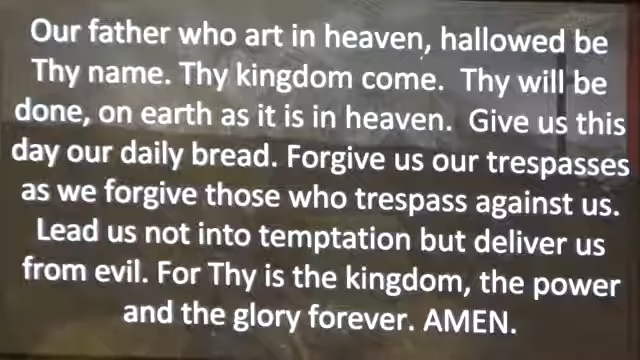 Our father who art in heaven, hallowed be
Thy name. Thy kingdom come. Thy will be
done, on earth as it is in heaven. Give us this
day our daily bread. Forgive us our trespasses
as we forgive those who trespass against us.
Lead us not into temptation but deliver us
from evil. For Thy is the kingdom, the power
and the glory forever. AMEN.